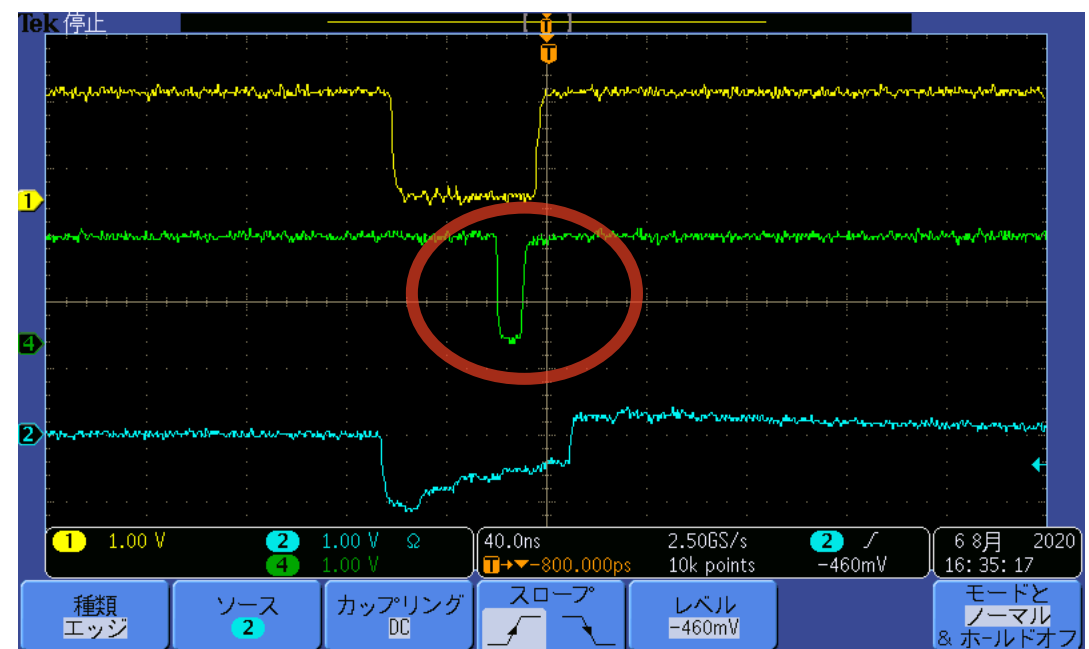 Tek 停止
T
T
1
4
2
1 1.00 V
2 1.00 V Ω
4 1.00 V
40.0ns
T→▼-800.000ps
2.50GS/s
10k points
2
-460mV
6 8月 2020
16:35:17
種類
エッジ
ソース
2
カップリング
DC
スロープ
レベル
-460mV
モードと
ノーマル
& ホールドオフ